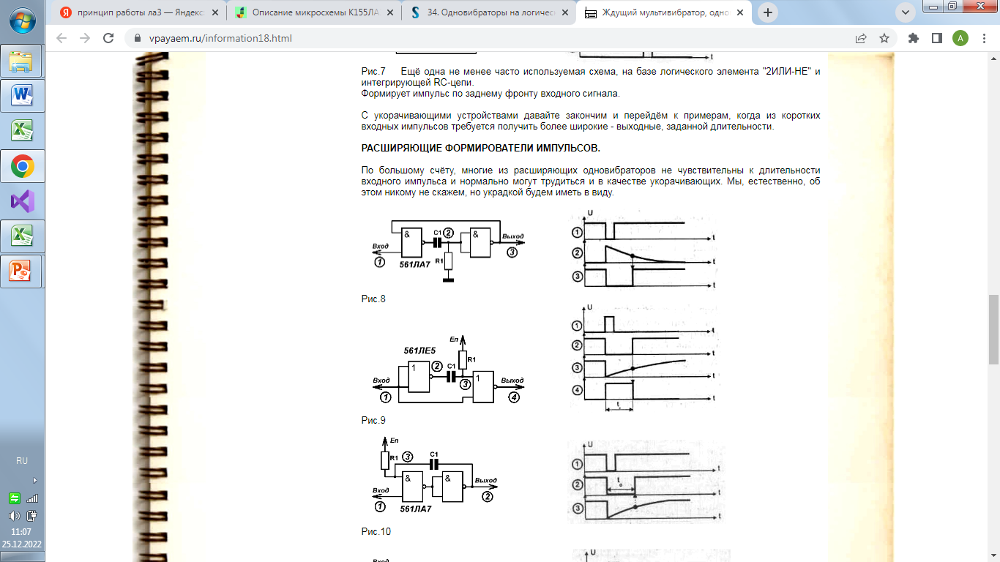 принцип работы ла3 — Яндекс:
Описание микросхемы К155ЛА
34. Одновибраторы на логичес
Ждущий мультивибратор, одно
vpayaem.ru/information18.html
A
t
Рис.7 Ещё одна не менее часто используемая схема, на базе логического элемента "2ИЛИ-НЕ" и
интегрирующей RC-цепи.
Формирует импульс по заднему фронту входного сигнала.
С укорачивающими устройствами давайте закончим и перейдём к примерам, когда из коротких
входных импульсов требуется получить более широкие - выходные, заданной длительности.
РАСШИРЯЮЩИЕ ФОРМИРОВАТЕЛИ ИМПУЛЬСОВ.
По большому счёту, многие из расширяющих одновибраторов не чувствительны к длительности
входного импульса и нормально могут трудиться и в качестве укорачивающих. Мы, естественно, об
этом никому не скажем, но украдкой будем иметь в виду.
& C1 2 & Выход
Вход
1 561ЛА7 R1 3
U
1 t
2 t
3 t
Рис.8
561ЛЕ5 Еп
1 2 C1 R1
Вход 3 1 Выход
1 4
U
1 t
2 t
3 t
4 t
t
Рис.9
Еп
R1 3 C1
& & Выход
Вход
1 561ЛА7 2
U
1 t
2 t0 t
3 t
Рис.10
Вход
U
RU
11:07
25.12.2022